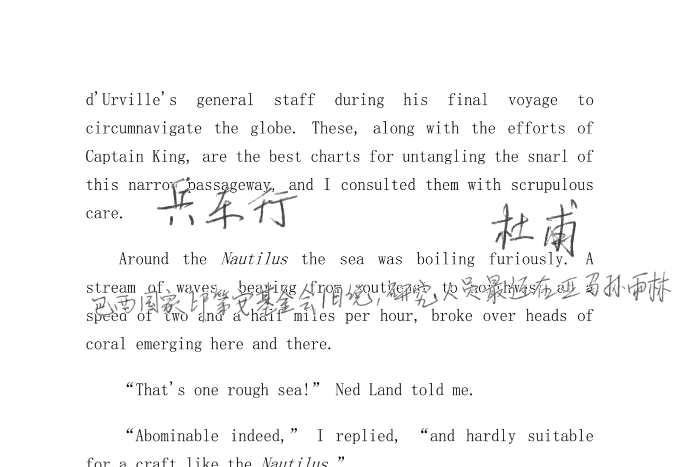 d'Urville's general staff during his final voyage to
circumnavigate the globe. These, along with the efforts of
Captain King, are the best charts for untangling the snarl of
this narrow passageway, and I consulted them with scrupulous
care.
兵车行
杜甫
Around the Nautilus the sea was boiling furiously. A
stream of waves, bearing from southeast to northwest at a
巴西国家印第安基金会1日说,研究人员最近在亚马孙雨林
speed of two and a half miles per hour, broke over heads of
coral emerging here and there.
“That's one rough sea!” Ned Land told me.
“Abominable indeed,” I replied, “and hardly suitable
for a craft like the Nautilus.”